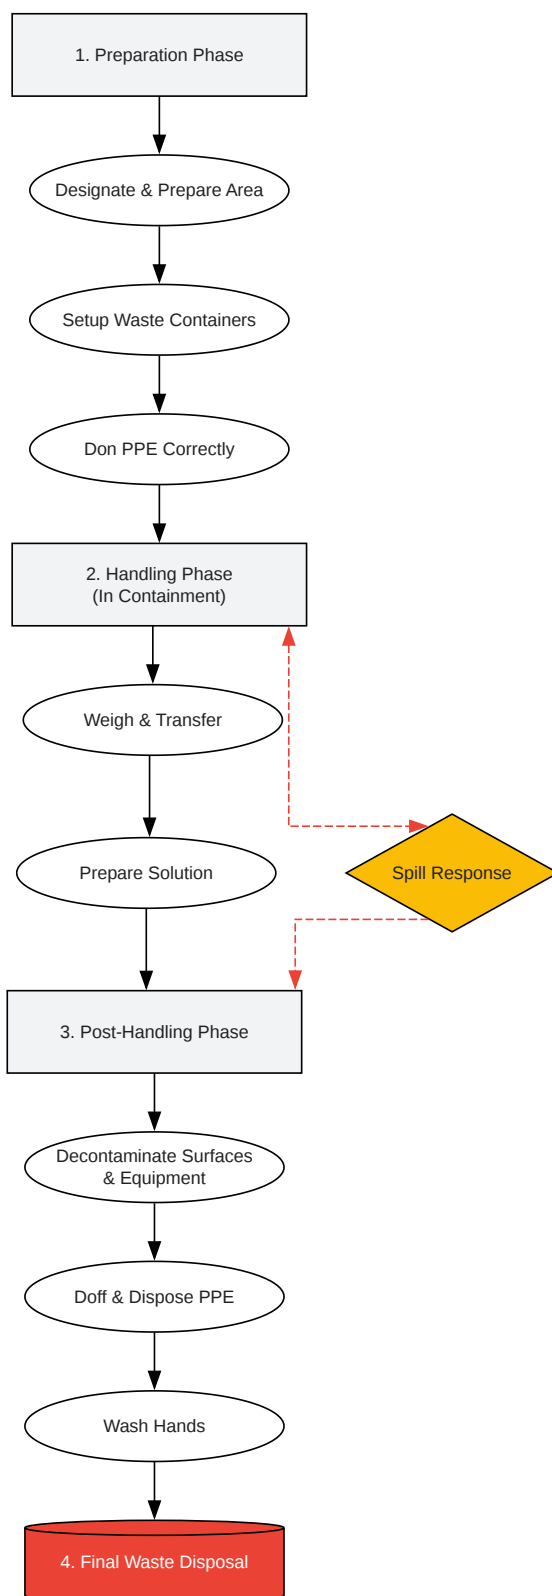 1. Preparation Phase
Designate & Prepare Area
Setup Waste Containers
Don PPE Correctly
2. Handling Phase
(In Containment)
Weigh & Transfer
Prepare Solution
Spill Response
3. Post-Handling Phase
Decontaminate Surfaces
& Equipment
Doff & Dispose PPE
Wash Hands
4. Final Waste Disposal